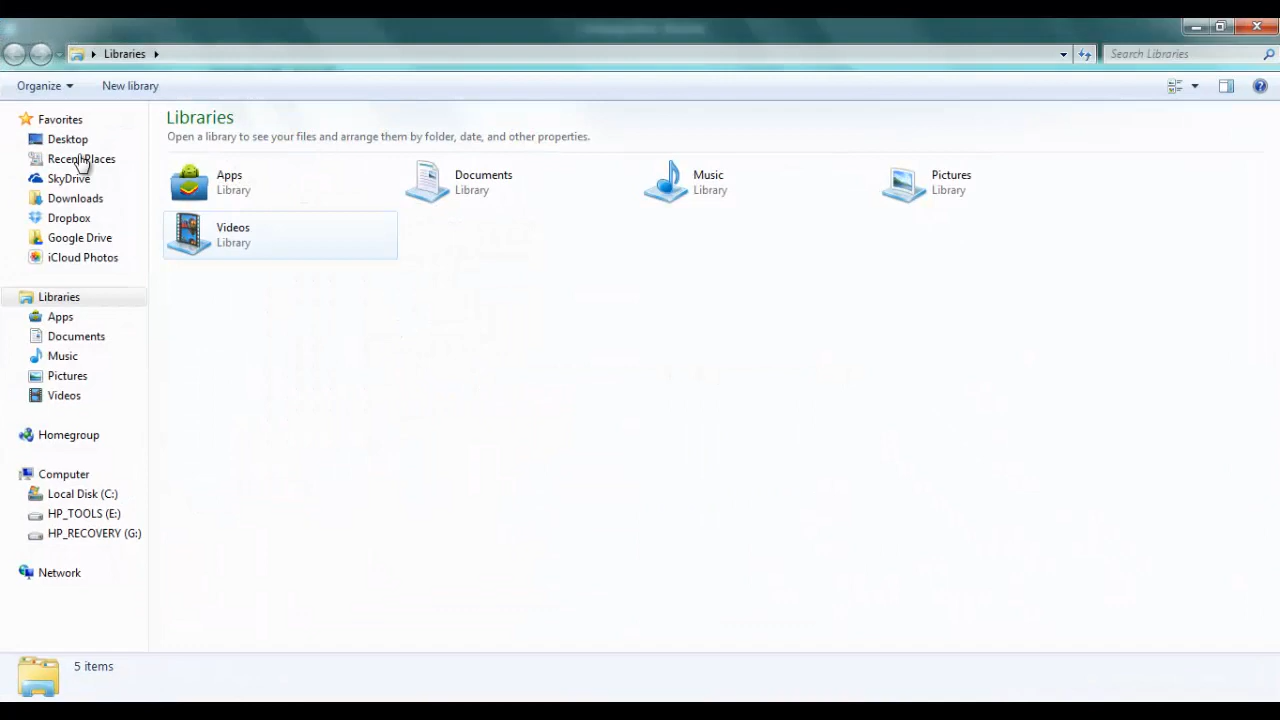 Libraries
Search Libraries
Organize
New library
Favorites
Desktop
Recent Places
SkyDrive
Downloads
Dropbox
Google Drive
iCloud Photos
Libraries
Apps
Documents
Music
Pictures
Videos
Homegroup
Computer
Local Disk (C:)
HP_TOOLS (E:)
HP_RECOVERY (G:)
Network
Libraries
Open a library to see your files and arrange them by folder, date, and other properties.
Apps
Library
Documents
Library
Music
Library
Pictures
Library
Videos
Library
5 items